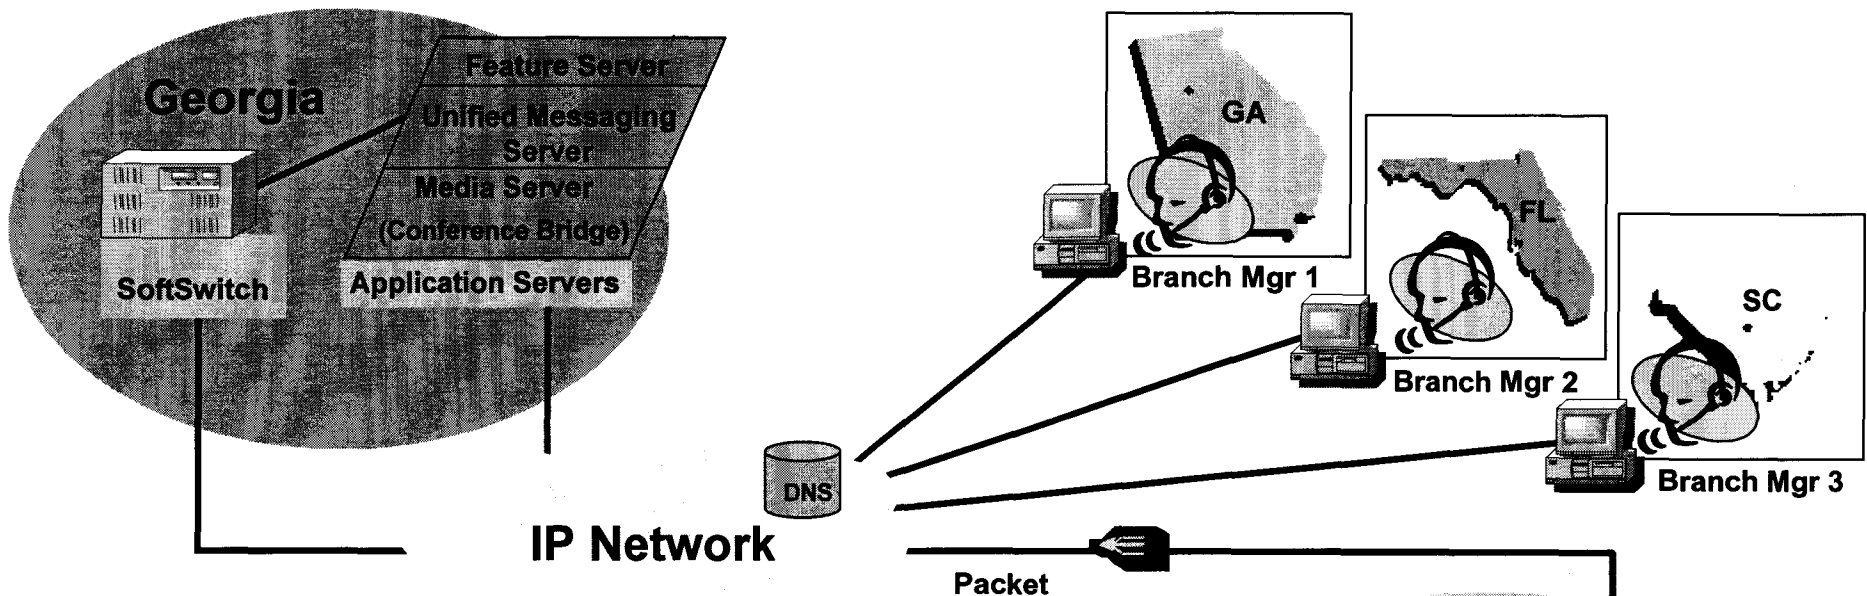 Georgia
Feature Server
Unified Messaging
Server
Media Server
(Conference Bridge)
SoftSwitch
Application Servers
GA
Branch Mgr 1
FL
Branch Mgr 2
SC
Branch Mgr 3
DNS
IP Network
Packet